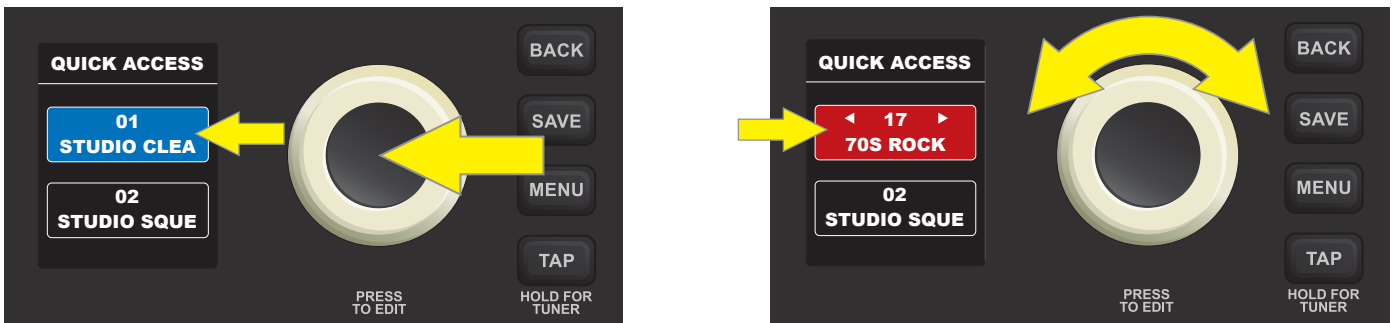 QUICK ACCESS
01
STUDIO CLEA
02
STUDIO SQUE
PRESS
TO EDIT
BACK
SAVE
MENU
TAP
HOLD FOR
TUNER
QUICK ACCESS
17
70S ROCK
02
STUDIO SQUE
PRESS
TO EDIT
BACK
SAVE
MENU
TAP
HOLD FOR
TUNER